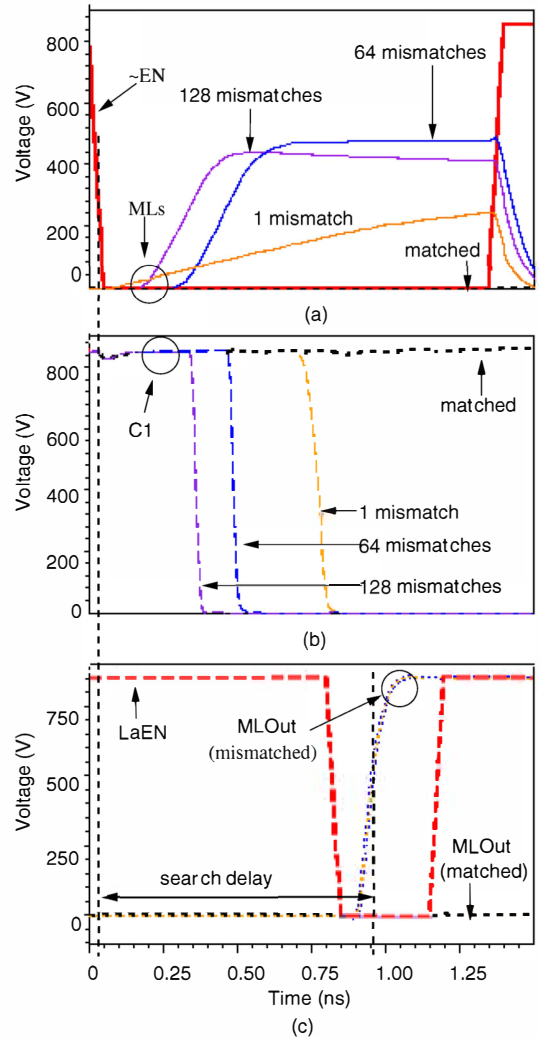 800
600
400
200
0
Voltage (V)
~EN
128 mismatches
64 mismatches
MLs
1 mismatch
matched
(a)
800
600
400
200
0
Voltage (V)
C1
matched
1 mismatch
64 mismatches
128 mismatches
(b)
750
500
250
0
Voltage (V)
LaEN
MLOut
(mismatched)
MLOut
(matched)
search delay
0 0.25 0.50 0.75 1.00 1.25
Time (ns)
(c)